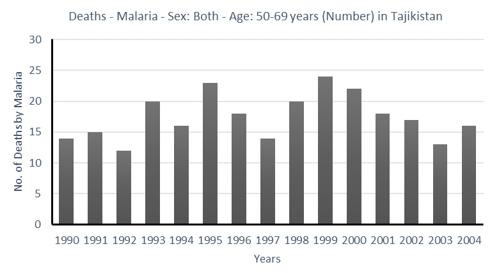 Deaths - Malaria - Sex: Both - Age: 50-69 years (Number) in Tajikistan
No. of Deaths by Malaria
30
25
20
15
10
5
0
1990 1991 1992 1993 1994 1995 1996 1997 1998 1999 2000 2001 2002 2003 2004
Years